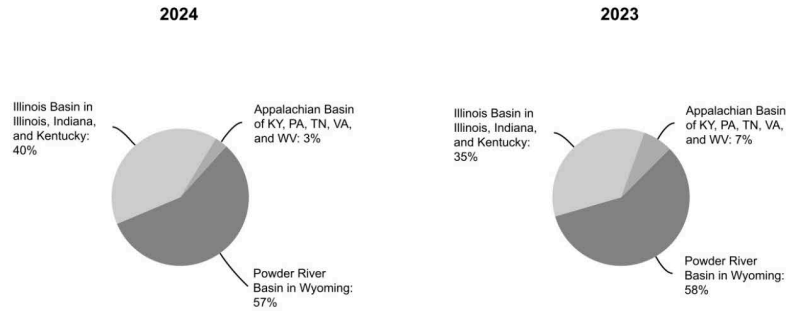 2024
Illinois Basin in
Illinois, Indiana,
and Kentucky:
40%
Appalachian Basin
of KY, PA, TN, VA,
and WV: 3%
Powder River
Basin in Wyoming:
57%
2023
Illinois Basin in
Illinois, Indiana,
and Kentucky:
35%
Appalachian Basin
of KY, PA, TN, VA,
and WV: 7%
Powder River
Basin in Wyoming:
58%